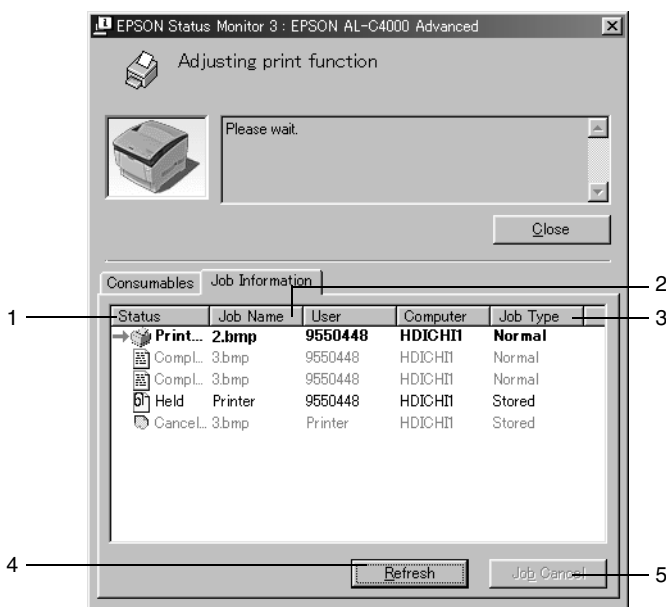 EPSON Status Monitor 3 : EPSON AL-C4000 Advanced
Adjusting print function
Please wait.
Close
Consumables Job Information 2
1 Status Job Name User Computer Job Type 3
Print... 2.bmp 9550448 HDICHI1 Normal
Compl... 3.bmp 9550448 HDICHI1 Normal
Compl... 3.bmp 9550448 HDICHI1 Normal
Held Printer 9550448 HDICHI1 Stored
Cancel... 3.bmp Printer HDICHI1 Stored
4 Refresh Job Cancel 5